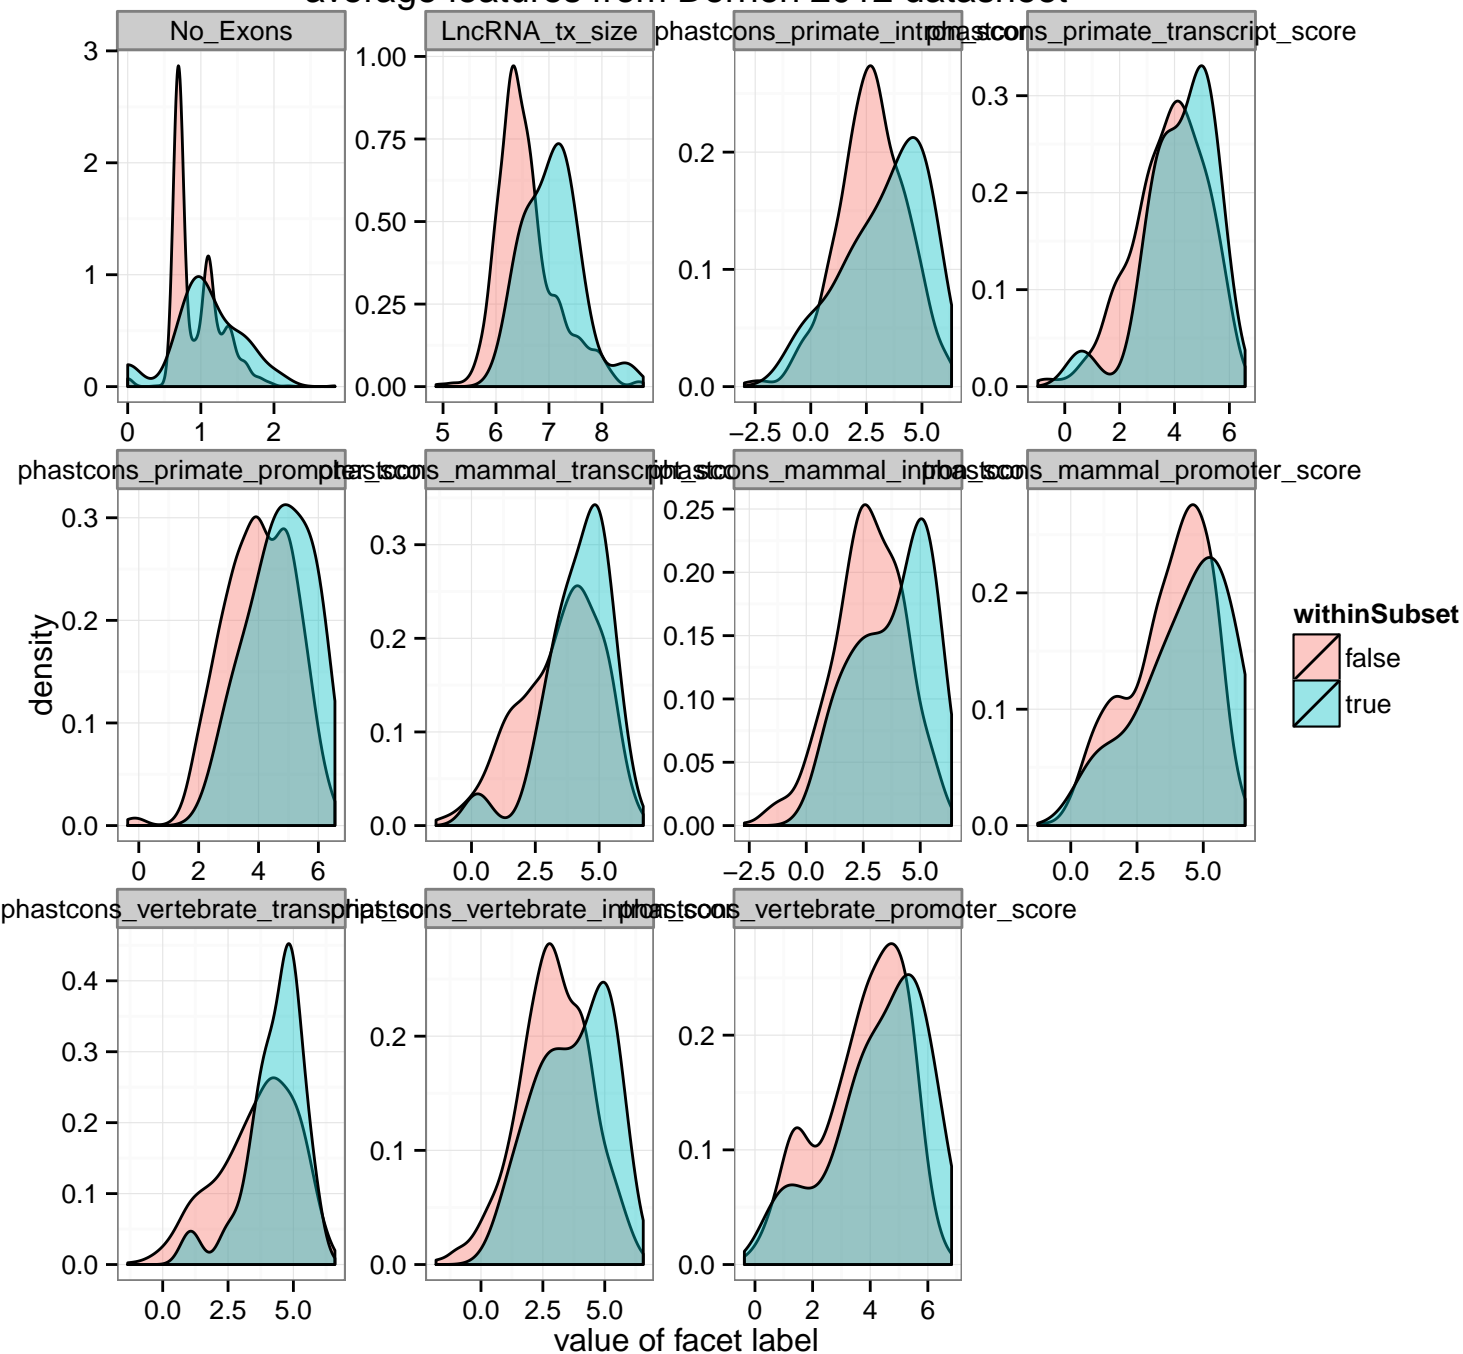 average features from Derrien 2012 datasheet
No_Exons
LncRNA_tx_size
phastcons_primate_intron_score
phastcons_primate_transcript_score
3
2
1
0
1.00
0.75
0.50
0.25
0.00
0.2
0.1
0.0
0.3
0.2
0.1
0.0
0 1 2
5 6 7 8
−2.5 0.0 2.5 5.0
0 2 4 6
phastcons_primate_promoter_score
phastcons_mammal_transcript_score
phastcons_mammal_intron_score
phastcons_mammal_promoter_score
0.3
0.2
0.1
0.0
0.3
0.2
0.1
0.0
0.25
0.20
0.15
0.10
0.05
0.00
0.2
0.1
0.0
0 2 4 6
0.0 2.5 5.0
−2.5 0.0 2.5 5.0
0.0 2.5 5.0
phastcons_vertebrate_transcript_score
phastcons_vertebrate_intron_score
phastcons_vertebrate_promoter_score
0.4
0.3
0.2
0.1
0.0
0.2
0.1
0.0
0.2
0.1
0.0
0.0 2.5 5.0
0.0 2.5 5.0
0 2 4 6
density
value of facet label
withinSubset
false
true